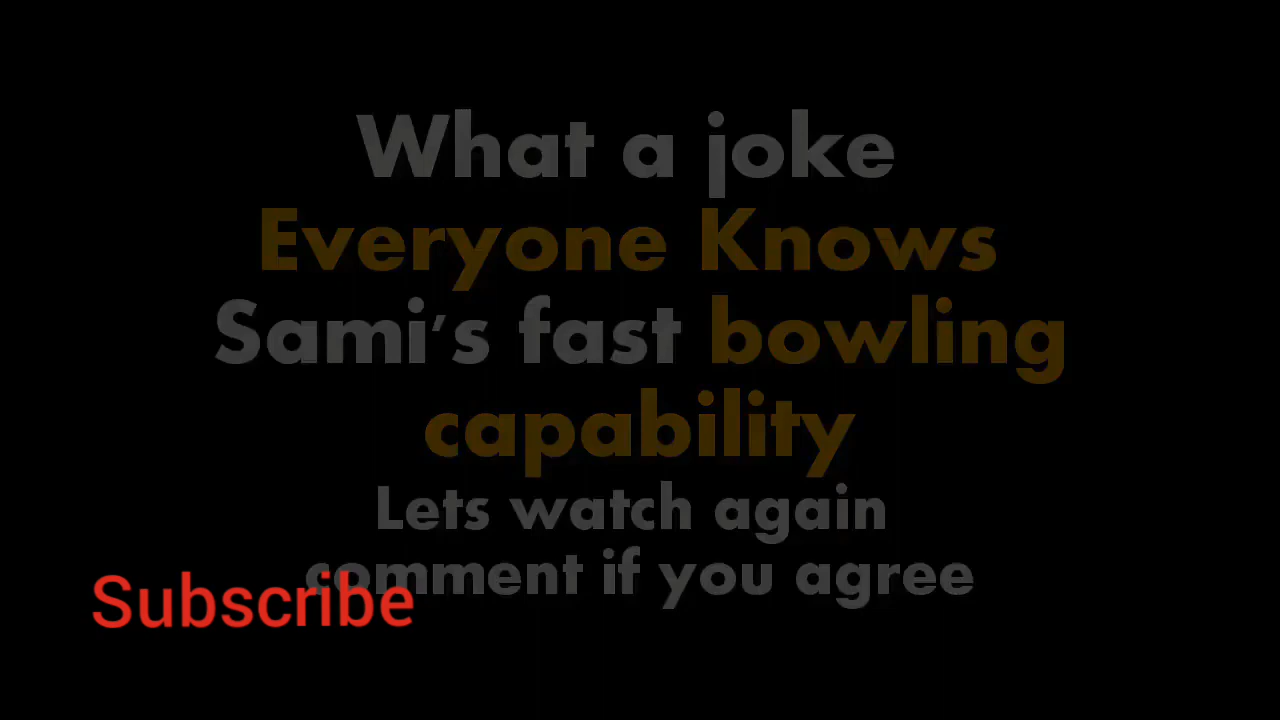 What a joke
Everyone Knows
Sami's fast bowling
capability
Lets watch again
comment if you agree
Subscribe